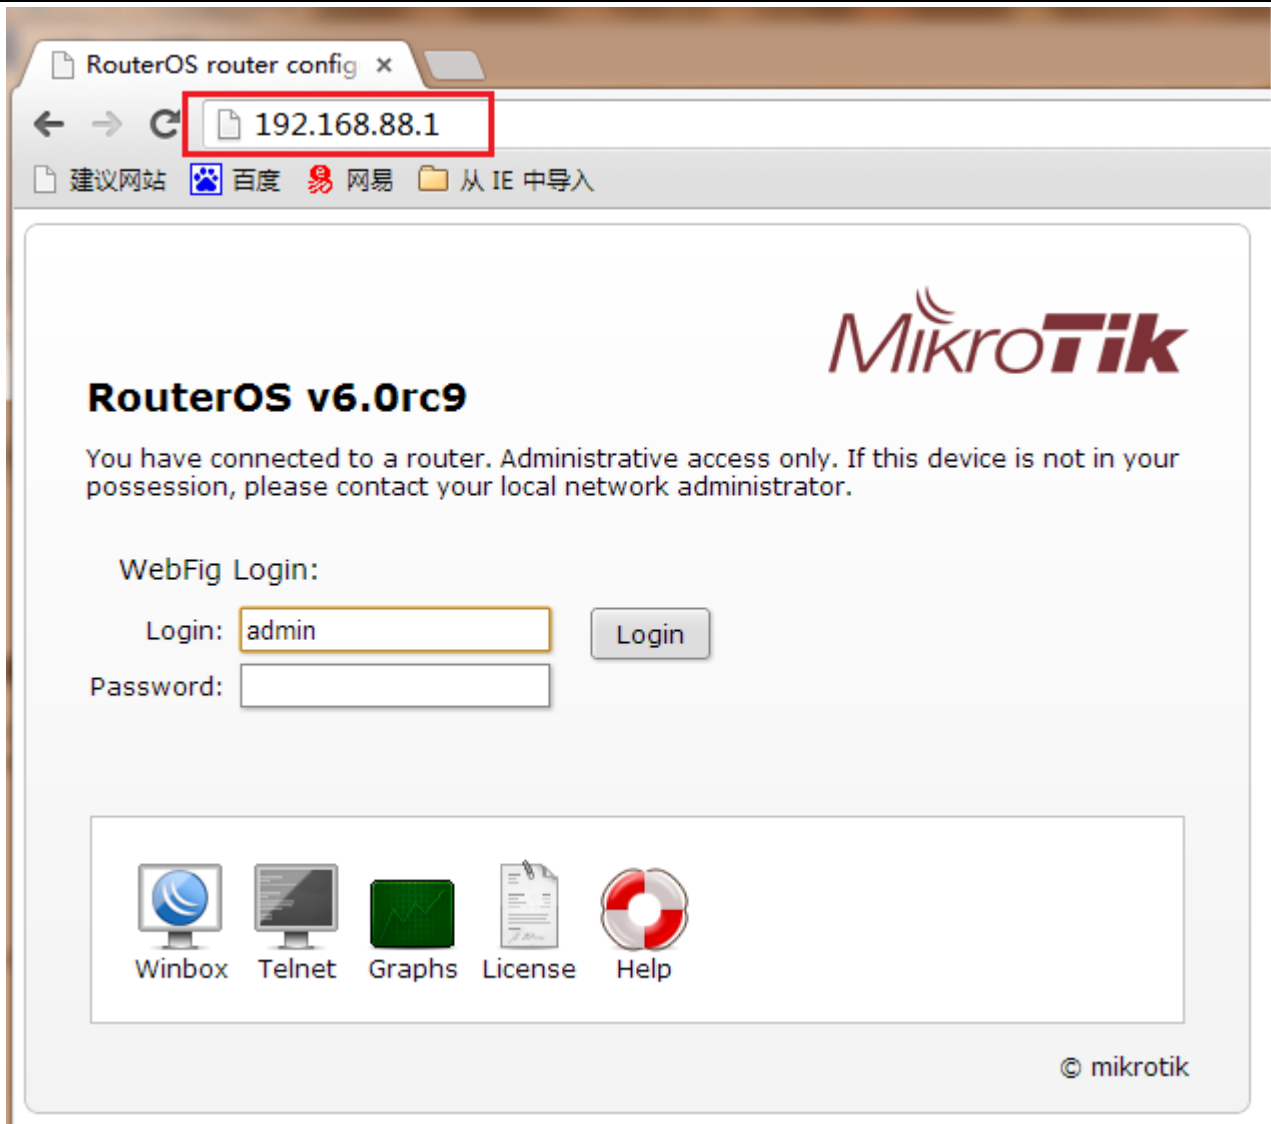 RouterOS router config
192.168.88.1
建议网站 百度 网易 从 IE 中导入
MikroTik
RouterOS v6.0rc9
You have connected to a router. Administrative access only. If this device is not in your
possession, please contact your local network administrator.
WebFig Login:
Login: admin Login
Password:
Winbox Telnet Graphs License Help
© mikrotik